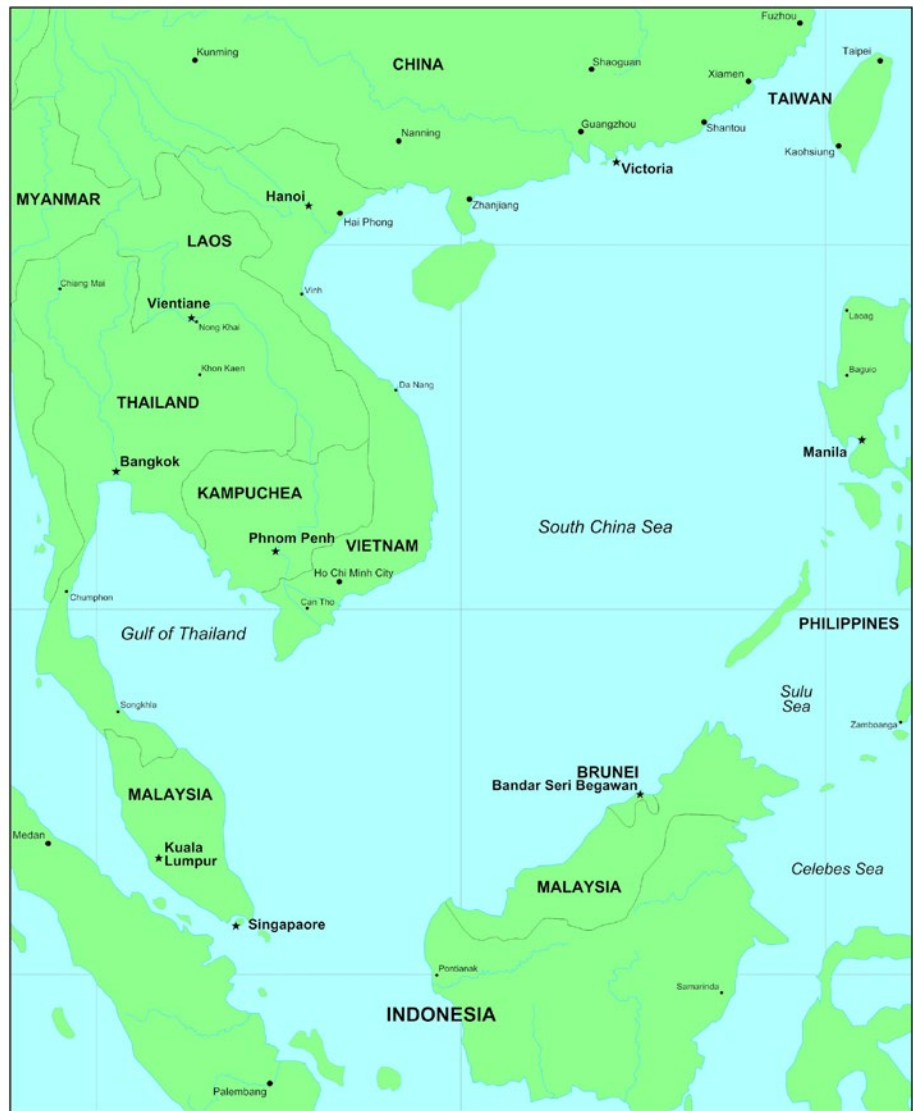 Fuzhou
Kunming
CHINA
Shaoguan
Taipei
Xiamen
TAIWAN
Nanning
Guangzhou
Shantou
Kaohsiung
Victoria
MYANMAR
Hanoi
Zhanjiang
Hai Phong
LAOS
Chiang Mai
Vinh
Vientiane
Nong Khai
Laoag
Khon Kaen
Baguio
Da Nang
THAILAND
Manila
Bangkok
KAMPUCHEA
South China Sea
Phnom Penh
VIETNAM
Ho Chi Minh City
Chumphon
Can Tho
PHILIPPINES
Gulf of Thailand
Sulu
Sea
Songkhla
Zamboanga
BRUNEI
Bandar Seri Begawan
MALAYSIA
Medan
Kuala
Lumpur
Celebes Sea
MALAYSIA
Singapaore
Pontianak
Samarinda
INDONESIA
Palembang